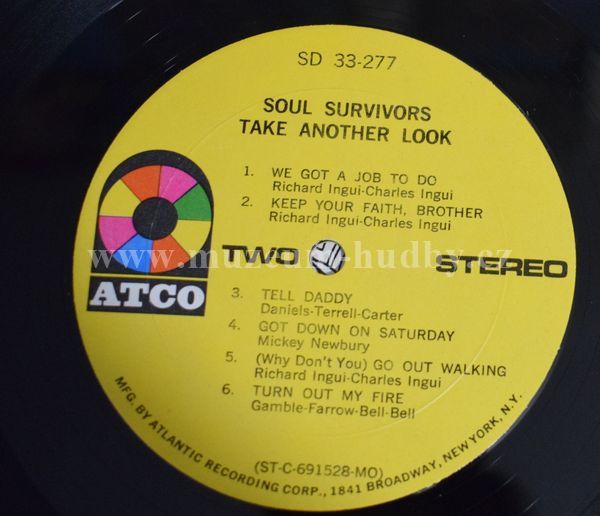 SD 33-277
SOUL SURVIVORS
TAKE ANOTHER LOOK
1. WE GOT A JOB TO DO
Richard Ingui-Charles Ingui
2. KEEP YOUR FAITH, BROTHER
Richard Ingui-Charles Ingui
ATCO
TWO
STEREO
www.muzeum-hudby.cz
3. TELL DADDY
Daniels-Terrell-Carter
4. GOT DOWN ON SATURDAY
Mickey Newbury
5. (Why Don't You) GO OUT WALKING
Richard Ingui-Charles Ingui
6. TURN OUT MY FIRE
Gamble-Farrow-Bell-Bell
(ST-C-691528-MO)
MFG. BY ATLANTIC RECORDING CORP., 1841 BROADWAY, NEW YORK, N.Y.